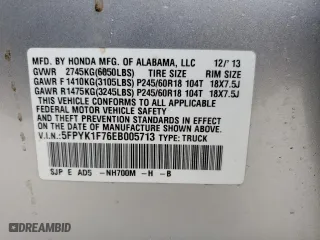 MFD. BY HONDA MFG. OF ALABAMA, LLC 12/'13
GVWR 2745KG(6050LBS) TIRE SIZE RIM SIZE
GAWR F 1410KG(3105LBS) P245/60R18 104T 18X7.5J
GAWR R 1475KG(3245LBS) P245/60R18 104T 18X7.5J
THIS VEHICLE CONFORMS TO ALL APPLICABLE
FEDERAL MOTOR VEHICLE SAFETY AND THEFT
PREVENTION STANDARDS IN EFFECT ON THE DATE
OF MANUFACTURE SHOWN ABOVE.
V.I.N.: 5FPYK1F76EB005713 TYPE: TRUCK
SJP E AD5 -NH700M -H -B
DEALERS.COM